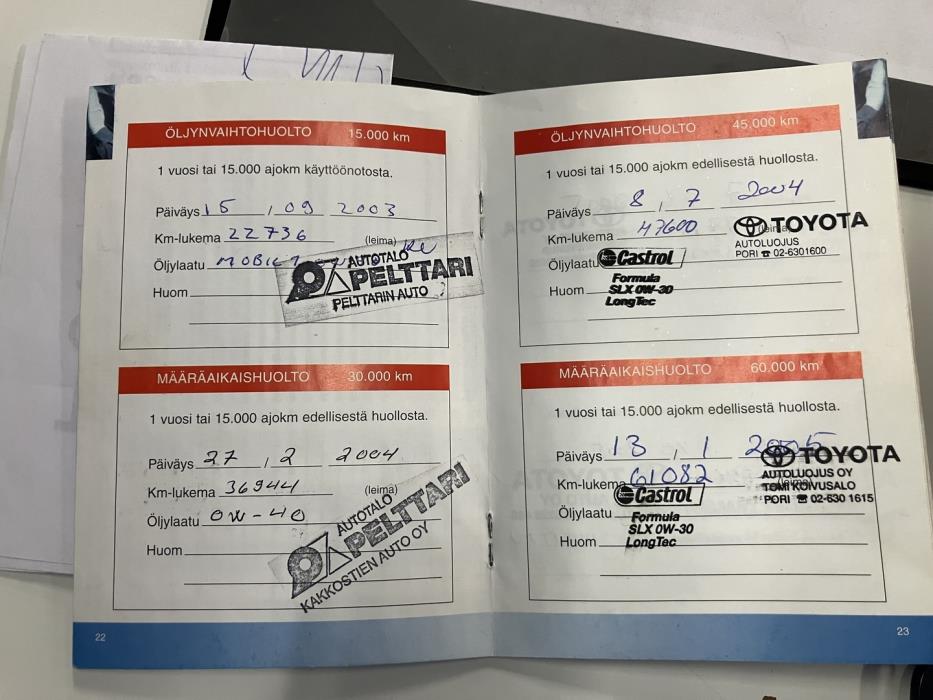 ÖLJYNVAIHTOHUOLTO 15.000 km
1 vuosi tai 15.000 ajokm käyttöönotosta.
Päiväys 15 , 09 2003
Km-lukema 22736 (leima)
Öljylaatu MOBIL 1
AUTOTALO
PELTTARI
PELTTARIN AUTO
Huom
MÄÄRÄAIKAISHUOLTO 30.000 km
1 vuosi tai 15.000 ajokm edellisestä huollosta.
Päiväys 27 , 2 2004
Km-lukema 36944 (leima)
Öljylaatu 0W-40
AUTOTALO
PELTTARI
KAKKOSTIEN AUTO OY
Huom
22
ÖLJYNVAIHTOHUOLTO 45.000 km
1 vuosi tai 15.000 ajokm edellisestä huollosta.
Päiväys 8 , 7 2004
Km-lukema 47600 (leima)
TOYOTA
AUTOLUOJUS
PORI ☎ 02-6301600
Öljylaatu Castrol
Formula
Huom SLX 0W-30
LongTec
MÄÄRÄAIKAISHUOLTO 60.000 km
1 vuosi tai 15.000 ajokm edellisestä huollosta.
Päiväys 13 , 1 2005
TOYOTA
Km-lukema 61082 (leima)
AUTOLUOJUS OY
TOMI KOIVUSALO
PORI ☎ 02-630 1615
Castrol
Öljylaatu Formula
SLX 0W-30
Huom LongTec
23